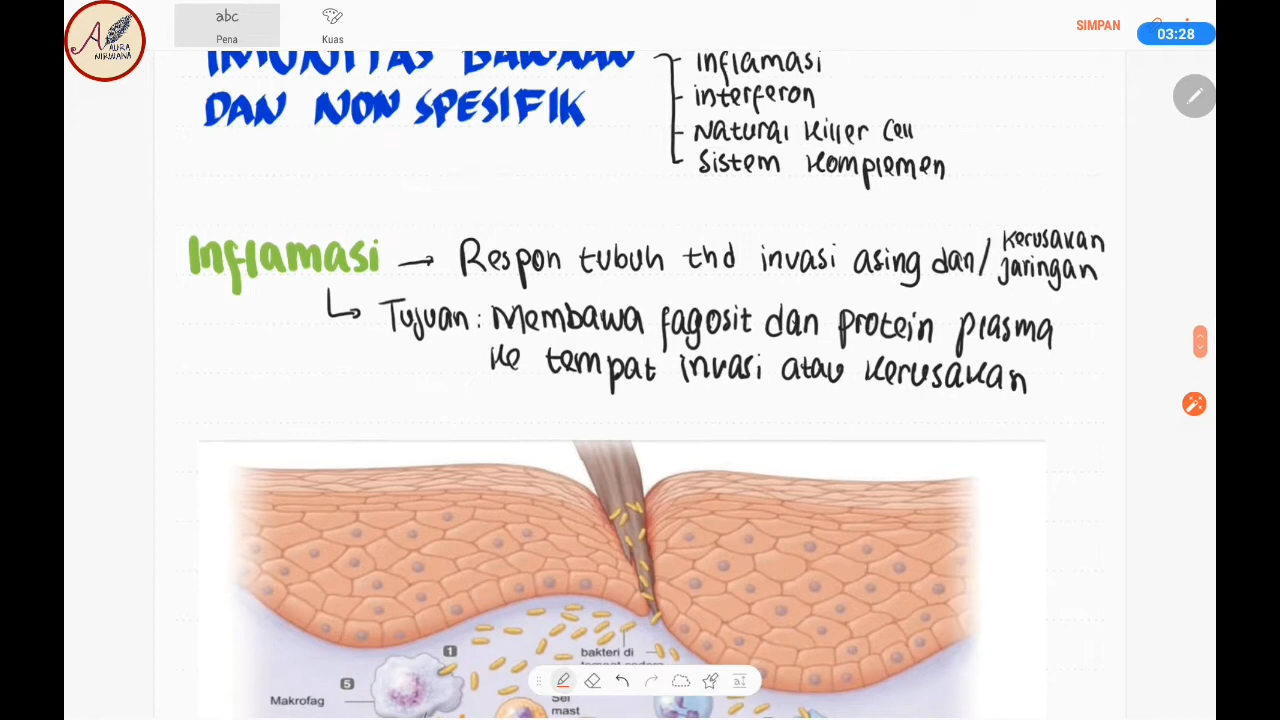 AURA
NIRWANA
abc
Pena
Kuas
SIMPAN
03:28
IMUNITAS BAWAAN
DAN NON SPESIFIK
inflamasi
interferon
Natural Killer Cell
Sistem Komplemen
Inflamasi → Respon tubuh thd invasi asing dan/ kerusakan jaringan
Tujuan: Membawa fagosit dan protein plasma
ke tempat invasi atau kerusakan
1
bakteri di
5
Makrofag
Sel
mast